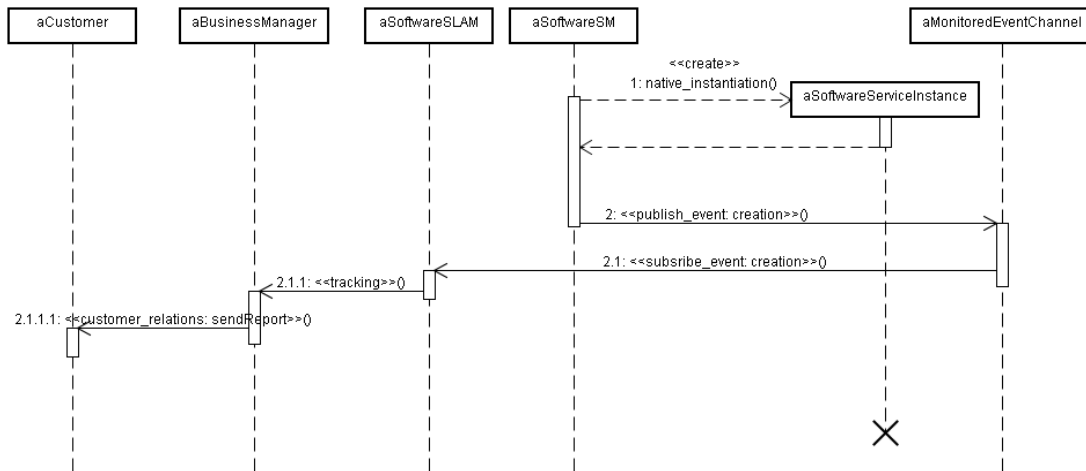 aCustomer
aBusinessManager
aSoftwareSLAM
aSoftwareSM
aMonitoredEventChannel
<<create>>
1: native_instantiation()
aSoftwareServiceInstance
2: <<publish_event: creation>>()
2.1: <<subsribe_event: creation>>()
2.1.1: <<tracking>>()
2.1.1.1: <<customer_relations: sendReport>>()